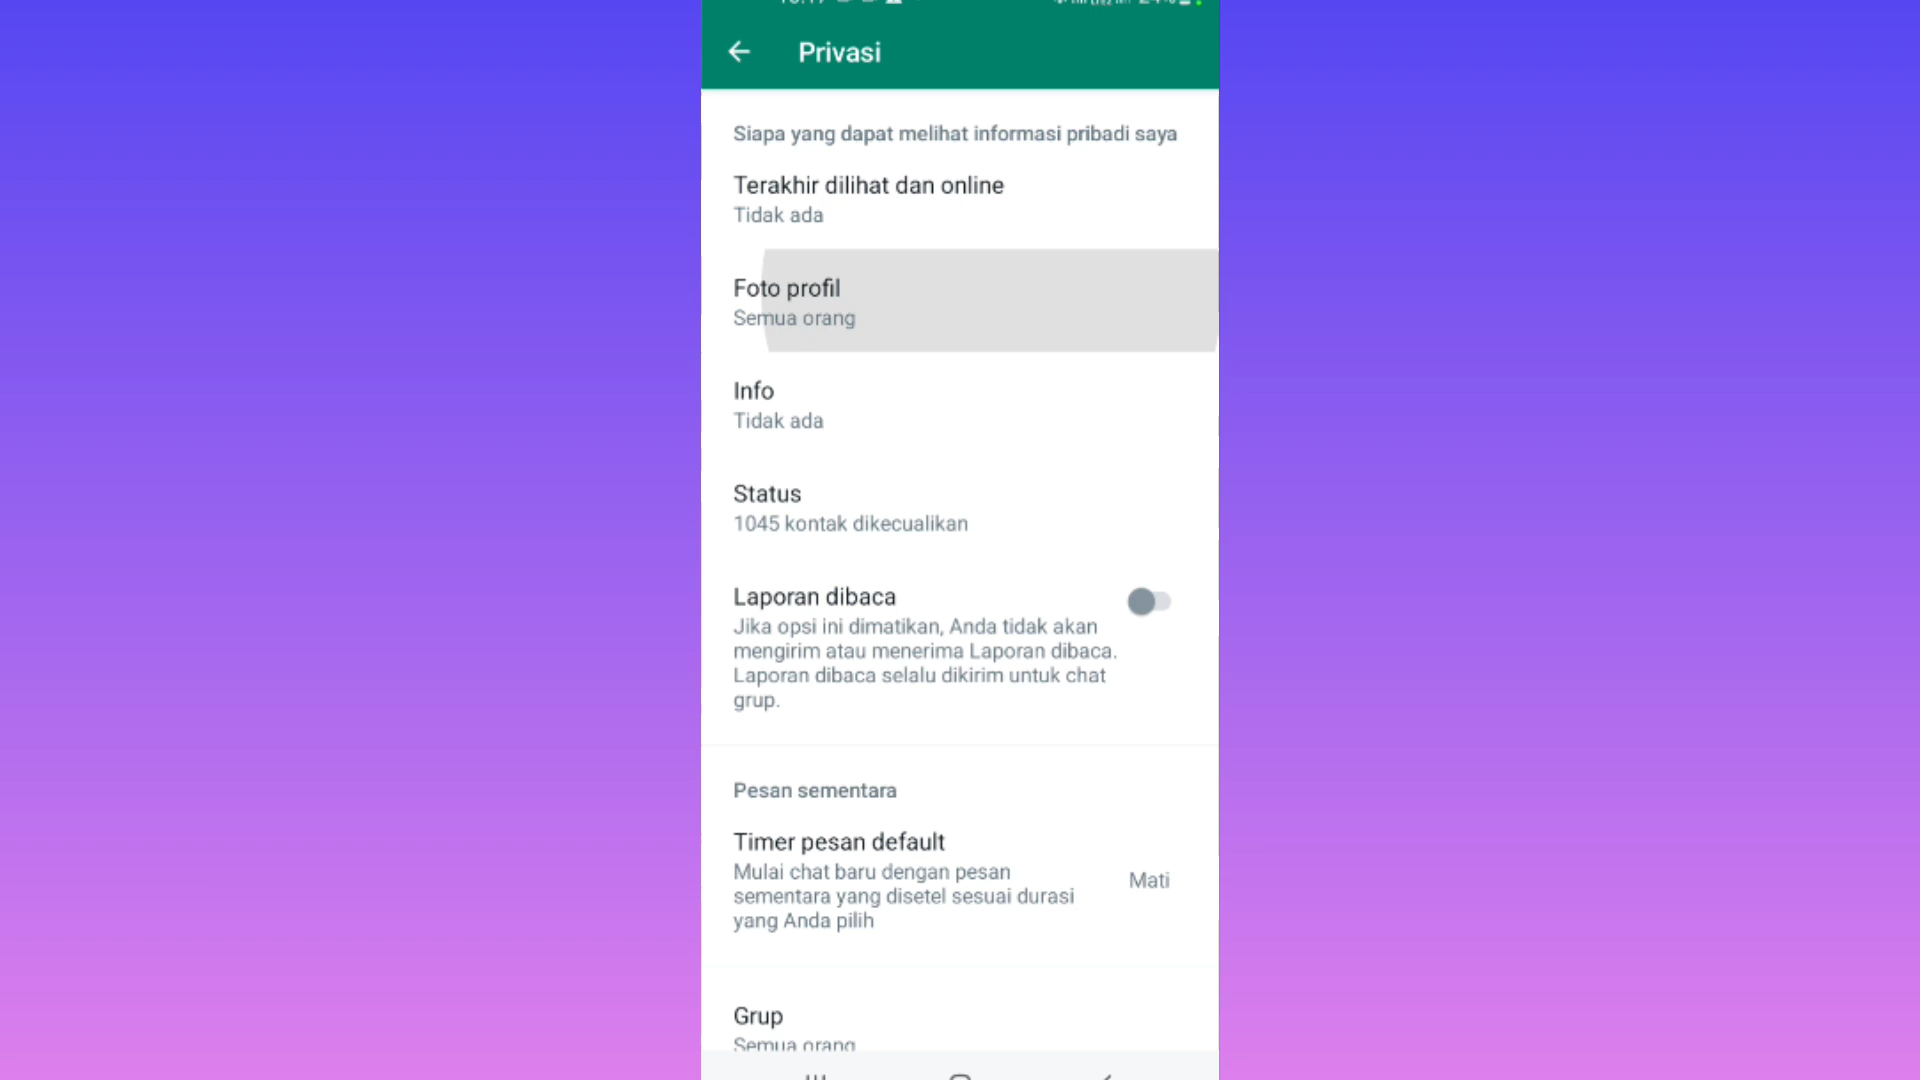 Privasi
Siapa yang dapat melihat informasi pribadi saya
Terakhir dilihat dan online
Tidak ada
Foto profil
Semua orang
Info
Tidak ada
Status
1045 kontak dikecualikan
Laporan dibaca
Jika opsi ini dimatikan, Anda tidak akan
mengirim atau menerima Laporan dibaca.
Laporan dibaca selalu dikirim untuk chat
grup.
Pesan sementara
Timer pesan default
Mulai chat baru dengan pesan
sementara yang disetel sesuai durasi
yang Anda pilih
Mati
Grup
Semua orang